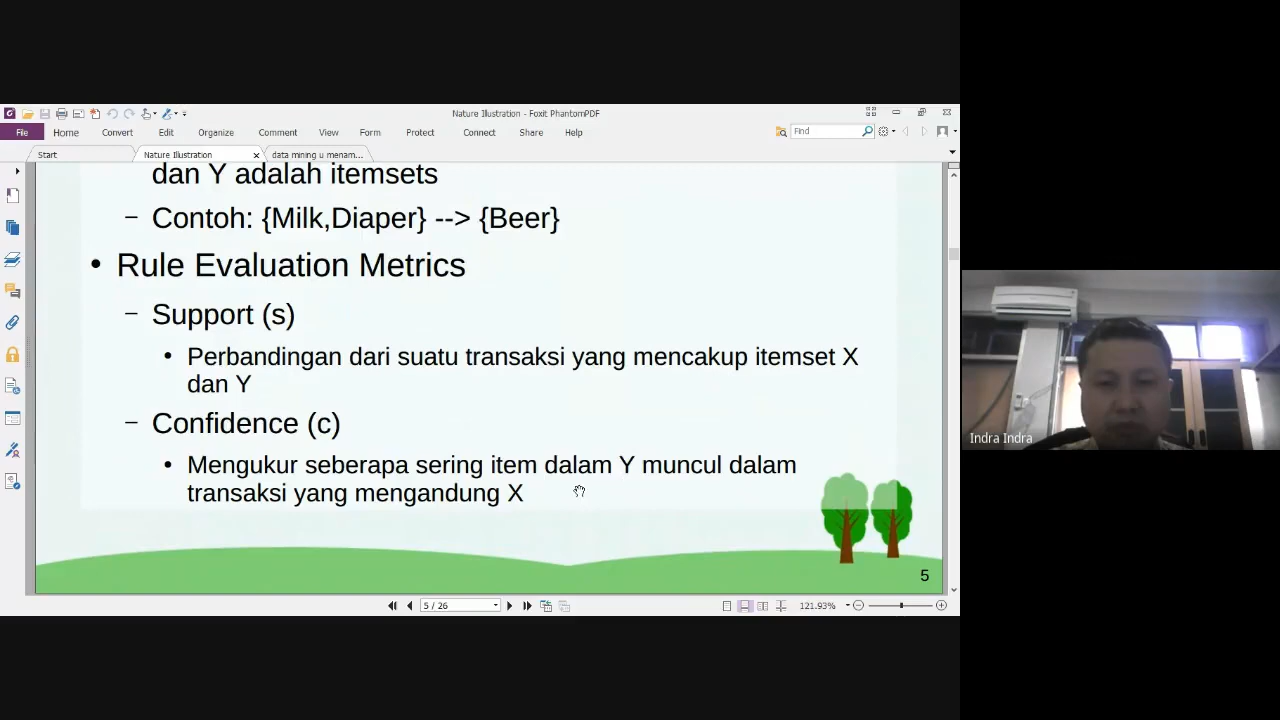 Nature Illustration - Foxit PhantomPDF
File Home Convert Edit Organize Comment View Form Protect Connect Share Help Find
Start Nature Illustration data mining u menam...
dan Y adalah itemsets
– Contoh: {Milk,Diaper} --> {Beer}
• Rule Evaluation Metrics
– Support (s)
• Perbandingan dari suatu transaksi yang mencakup itemset X
dan Y
– Confidence (c)
• Mengukur seberapa sering item dalam Y muncul dalam
transaksi yang mengandung X
5
5 / 26 121.93%
Indra Indra